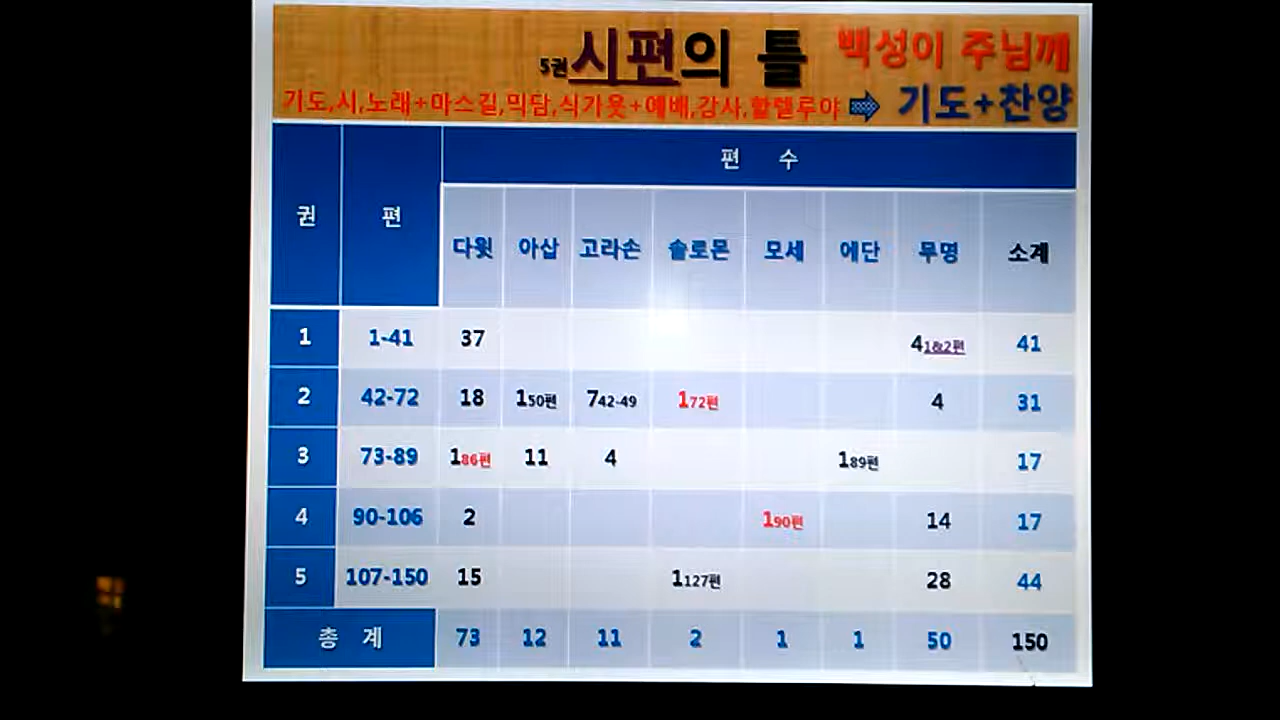 5권시편의 틀 백성이 주님께
기도,시,노래+마스길,믹담,식가욧+예배,감사,할렐루야 기도+찬양
권 편 편 수
다윗 아삽 고라손 솔로몬 모세 에단 무명 소계
1 1-41 37 41&2편 41
2 42-72 18 150편 742-49 172편 4 31
3 73-89 186편 11 4 189편 17
4 90-106 2 190편 14 17
5 107-150 15 1127편 28 44
총 계 73 12 11 2 1 1 50 150